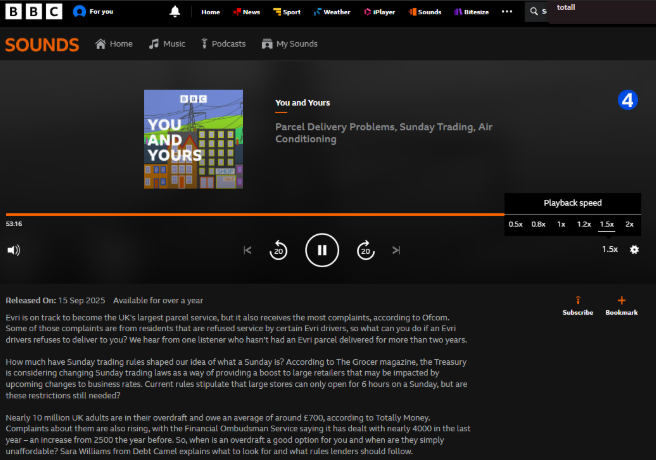 BBC
For you
Home
News
Sport
Weather
iPlayer
Sounds
Bitesize
S
totall
SOUNDS
Home
Music
Podcasts
My Sounds
BBC
YOU
AND
YOURS
SHOP
You and Yours
Parcel Delivery Problems, Sunday Trading, Air
Conditioning
4
Playback speed
0.5x 0.8x 1x 1.2x 1.5x 2x
53:16
20
20
1.5x
Released On: 15 Sep 2025 Available for over a year
Subscribe
Bookmark
Evri is on track to become the UK's largest parcel service, but it also receives the most complaints, according to Ofcom.
Some of those complaints are from residents that are refused service by certain Evri drivers, so what can you do if an Evri
drivers refuses to deliver to you? We hear from one listener who hasn't had an Evri parcel delivered for more than two years.
How much have Sunday trading rules shaped our idea of what a Sunday is? According to The Grocer magazine, the Treasury
is considering changing Sunday trading laws as a way of providing a boost to large retailers that may be impacted by
upcoming changes to business rates. Current rules stipulate that large stores can only open for 6 hours on a Sunday, but are
these restrictions still needed?
Nearly 10 million UK adults are in their overdraft and owe an average of around £700, according to Totally Money.
Complaints about them are also rising, with the Financial Ombudsman Service saying it has dealt with nearly 4000 in the last
year – an increase from 2500 the year before. So, when is an overdraft a good option for you and when are they simply
unaffordable? Sara Williams from Debt Camel explains what to look for and what rules lenders should follow.